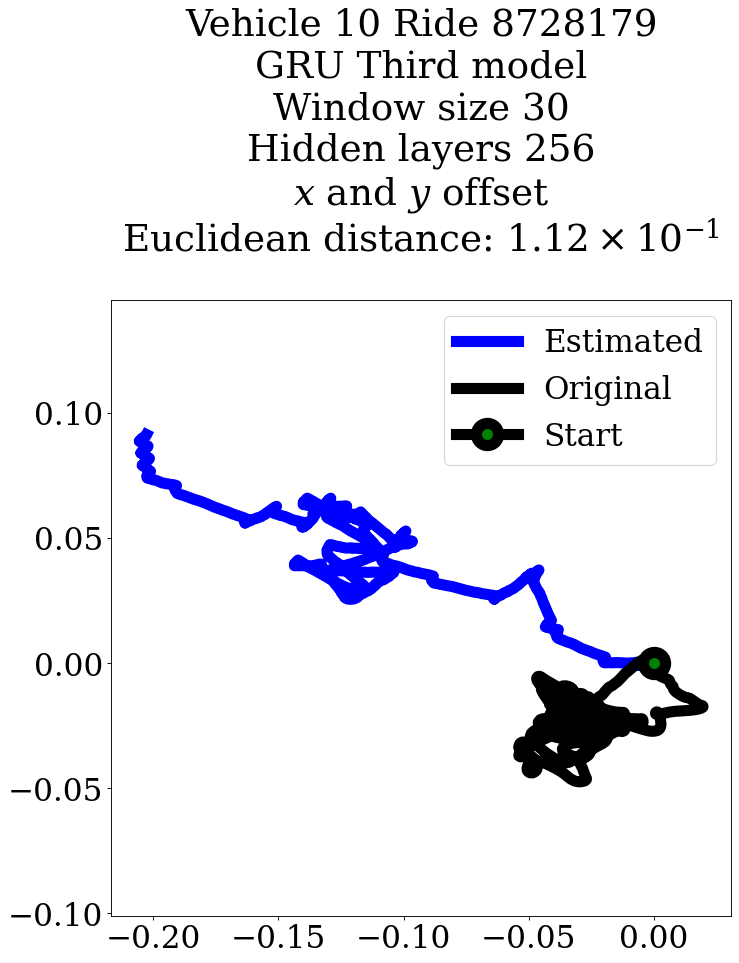 Vehicle 10 Ride 8728179
GRU Third model
Window size 30
Hidden layers 256
x and y offset
Euclidean distance: 1.12 × 10⁻¹
Estimated
Original
Start
0.10
0.05
0.00
−0.05
−0.10
−0.20 −0.15 −0.10 −0.05 0.00